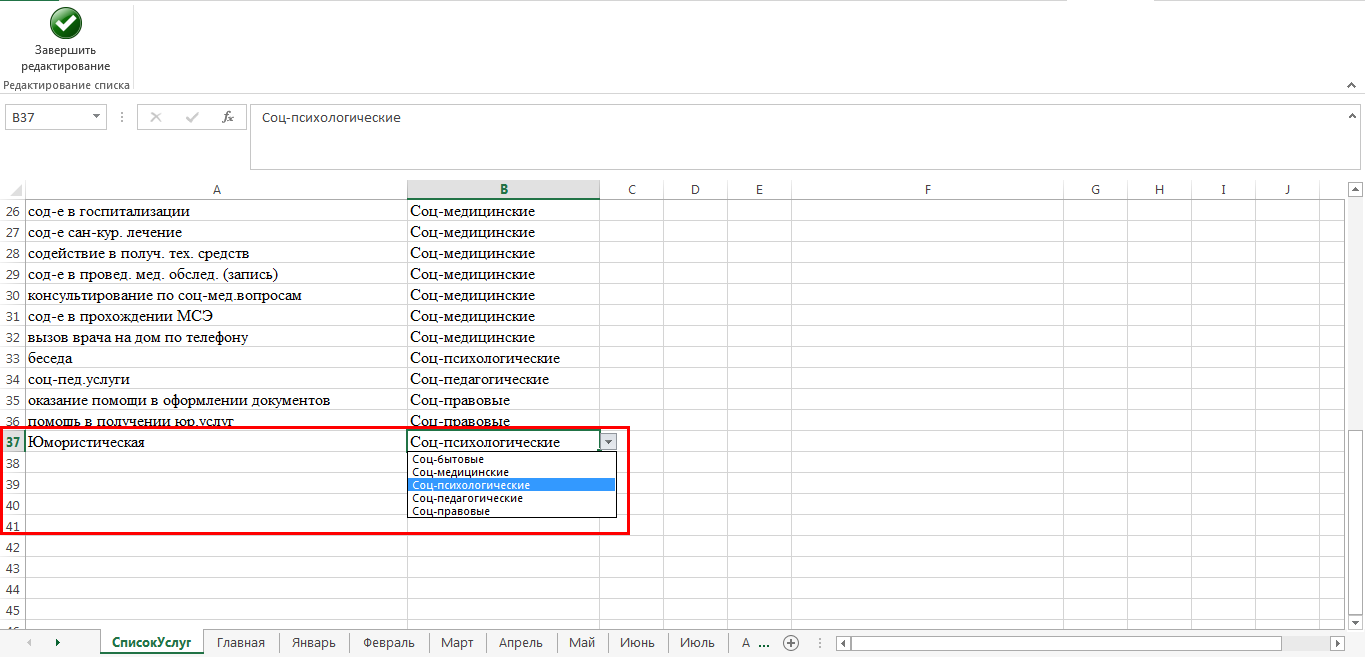 Завершить
редактирование
Редактирование списка
B37 fx Соц-психологические
A B C D E F G H I J
26 сод-е в госпитализации Соц-медицинские
27 сод-е сан-кур. лечение Соц-медицинские
28 содействие в получ. тех. средств Соц-медицинские
29 сод-е в провед. мед. обслед. (запись) Соц-медицинские
30 консультирование по соц-мед.вопросам Соц-медицинские
31 сод-е в прохождении МСЭ Соц-медицинские
32 вызов врача на дом по телефону Соц-медицинские
33 беседа Соц-психологические
34 соц-пед.услуги Соц-педагогические
35 оказание помощи в оформлении документов Соц-правовые
36 помощь в получении юр.услуг Соц-правовые
37 Юмористическая Соц-психологические
38 Соц-бытовые
Соц-медицинские
39 Соц-психологические
40 Соц-педагогические
Соц-правовые
41
42
43
44
45
46
СписокУслуг Главная Январь Февраль Март Апрель Май Июнь Июль А ...